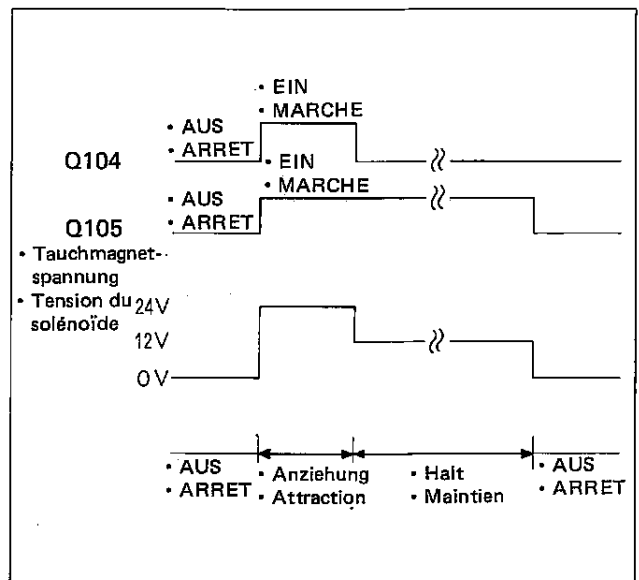 • EIN
• MARCHE
• AUS
• ARRET
Q104
• EIN
• MARCHE
• AUS
• ARRET
Q105
• Tauchmagnet-
spannung
• Tension du
solénoïde
24V
12V
0V
• AUS
• ARRET
• Anziehung
• Attraction
• Halt
• Maintien
• AUS
• ARRET